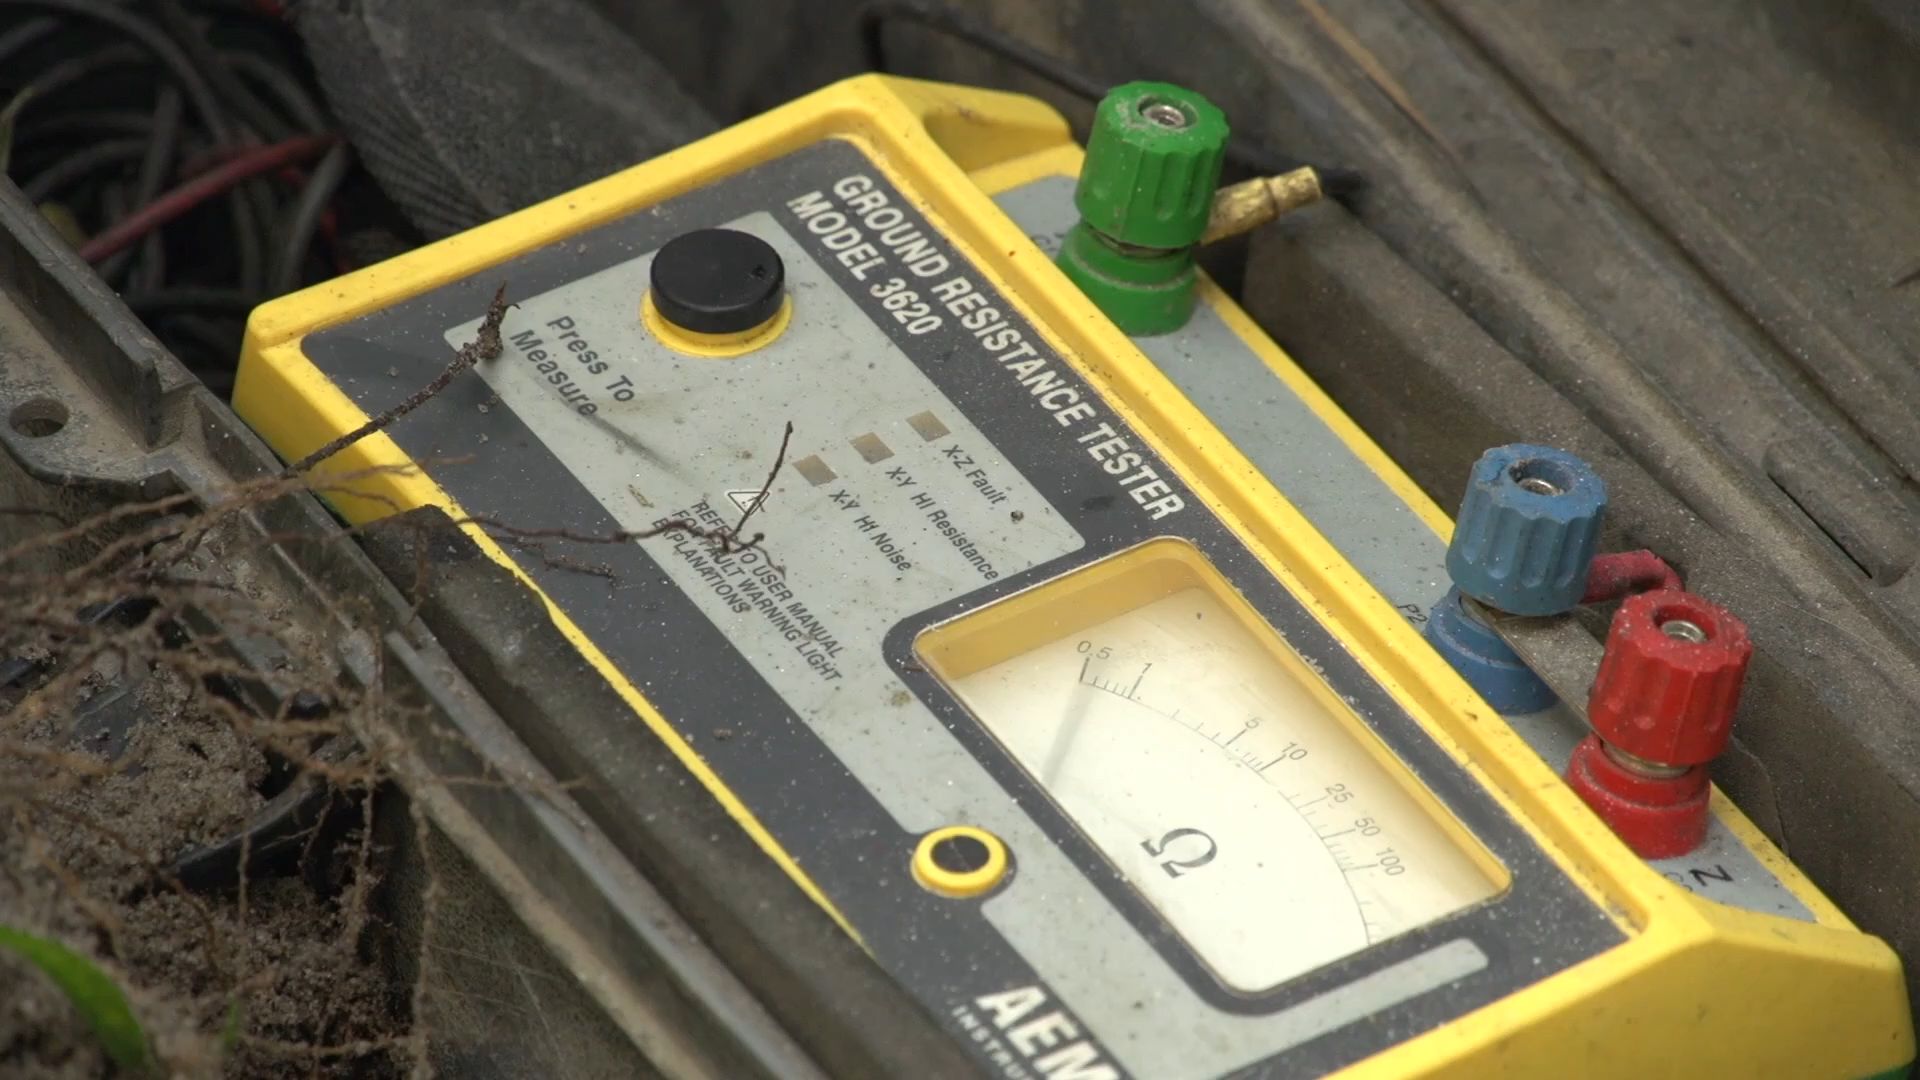 GROUND RESISTANCE TESTER
MODEL 3620
Press To
Measure
X-Z Fault
X-Y HI Resistance
X-Y HI Noise
REFER TO USER MANUAL
FOR FAULT WARNING LIGHT
EXPLANATIONS
P2
0.5 1 5 10 25 50 100
Ω
Z
AEM
INSTRU